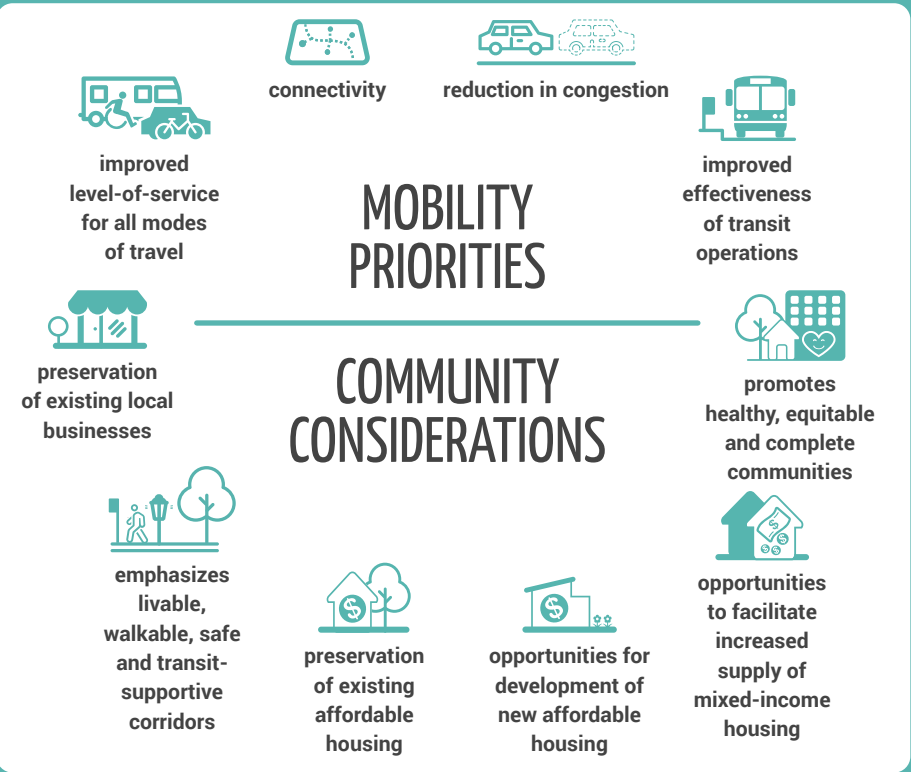 connectivity
reduction in congestion
improved
level-of-service
for all modes
of travel
improved
effectiveness
of transit
operations
MOBILITY
PRIORITIES
COMMUNITY
CONSIDERATIONS
preservation
of existing local
businesses
promotes
healthy, equitable
and complete
communities
emphasizes
livable,
walkable, safe
and transit-
supportive
corridors
$
preservation
of existing
affordable
housing
$
opportunities for
development of
new affordable
housing
$
$
$ $
opportunities
to facilitate
increased
supply of
mixed-income
housing